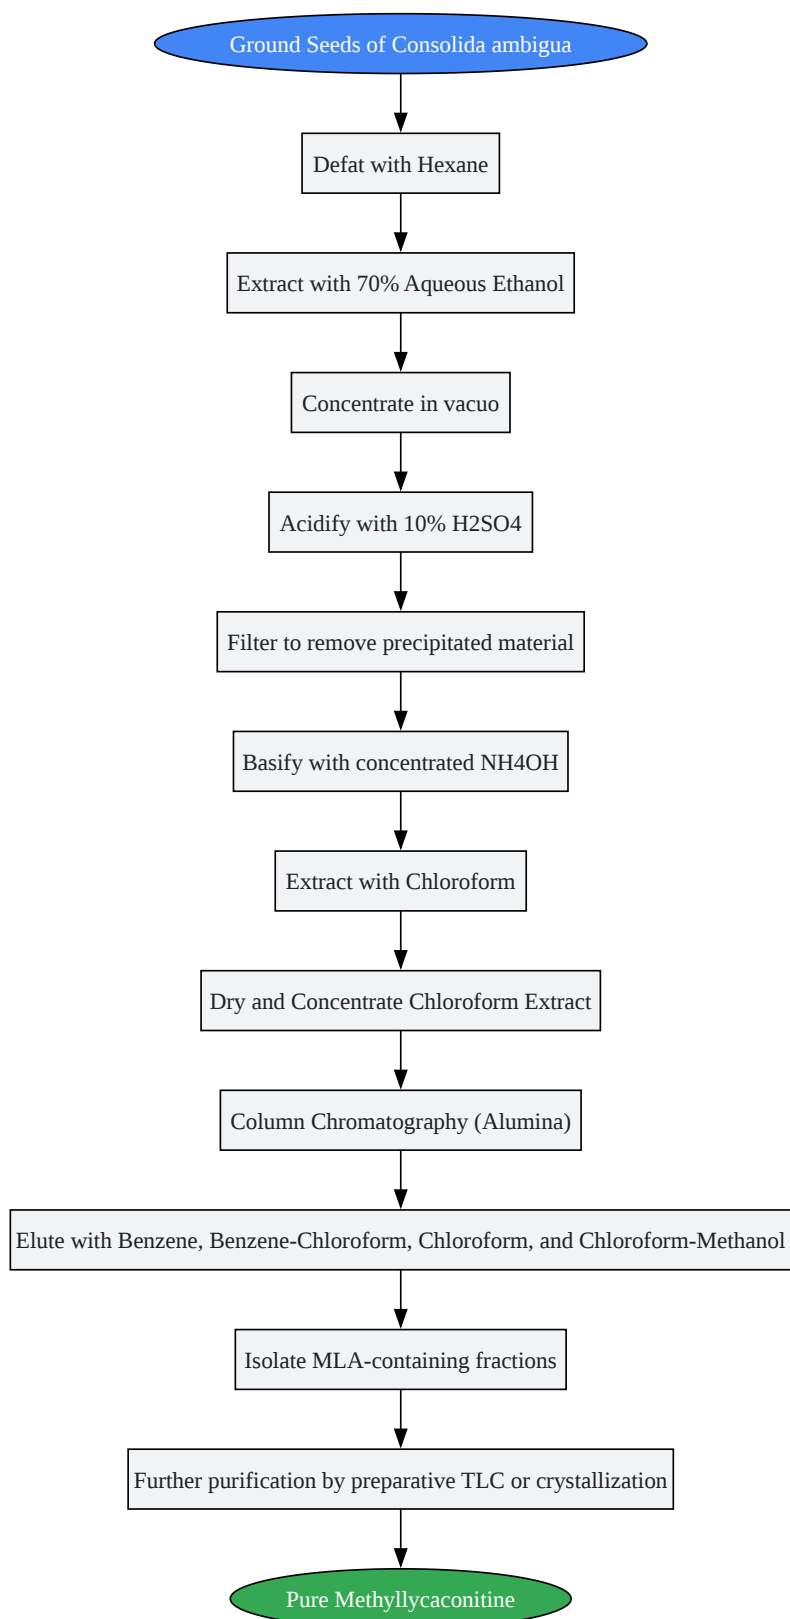 Ground Seeds of Consolida ambigua
Defat with Hexane
Extract with 70% Aqueous Ethanol
Concentrate in vacuo
Acidify with 10% H2SO4
Filter to remove precipitated material
Basify with concentrated NH4OH
Extract with Chloroform
Dry and Concentrate Chloroform Extract
Column Chromatography (Alumina)
Elute with Benzene, Benzene-Chloroform, Chloroform, and Chloroform-Methanol
Isolate MLA-containing fractions
Further purification by preparative TLC or crystallization
Pure Methyllycaconitine